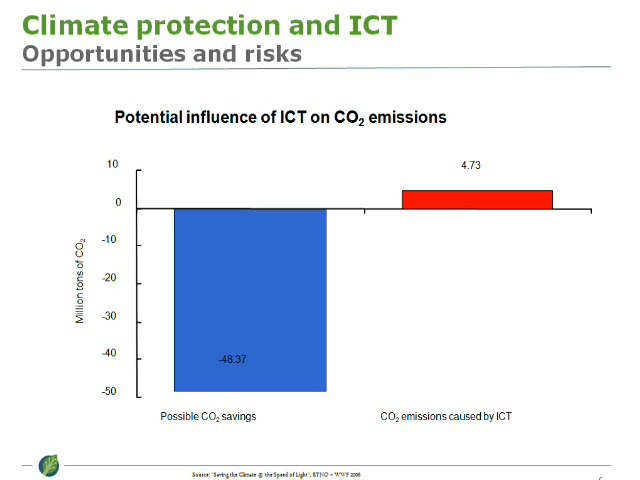 Climate protection and ICT
Opportunities and risks
Potential influence of ICT on CO₂ emissions
10
0
-10
-20
-30
-40
-50
Million tons of CO₂
4.73
-48.37
Possible CO₂ savings
CO₂ emissions caused by ICT
Source: "Saving the Climate @ the Speed of Light", ETNO + WWF 2006